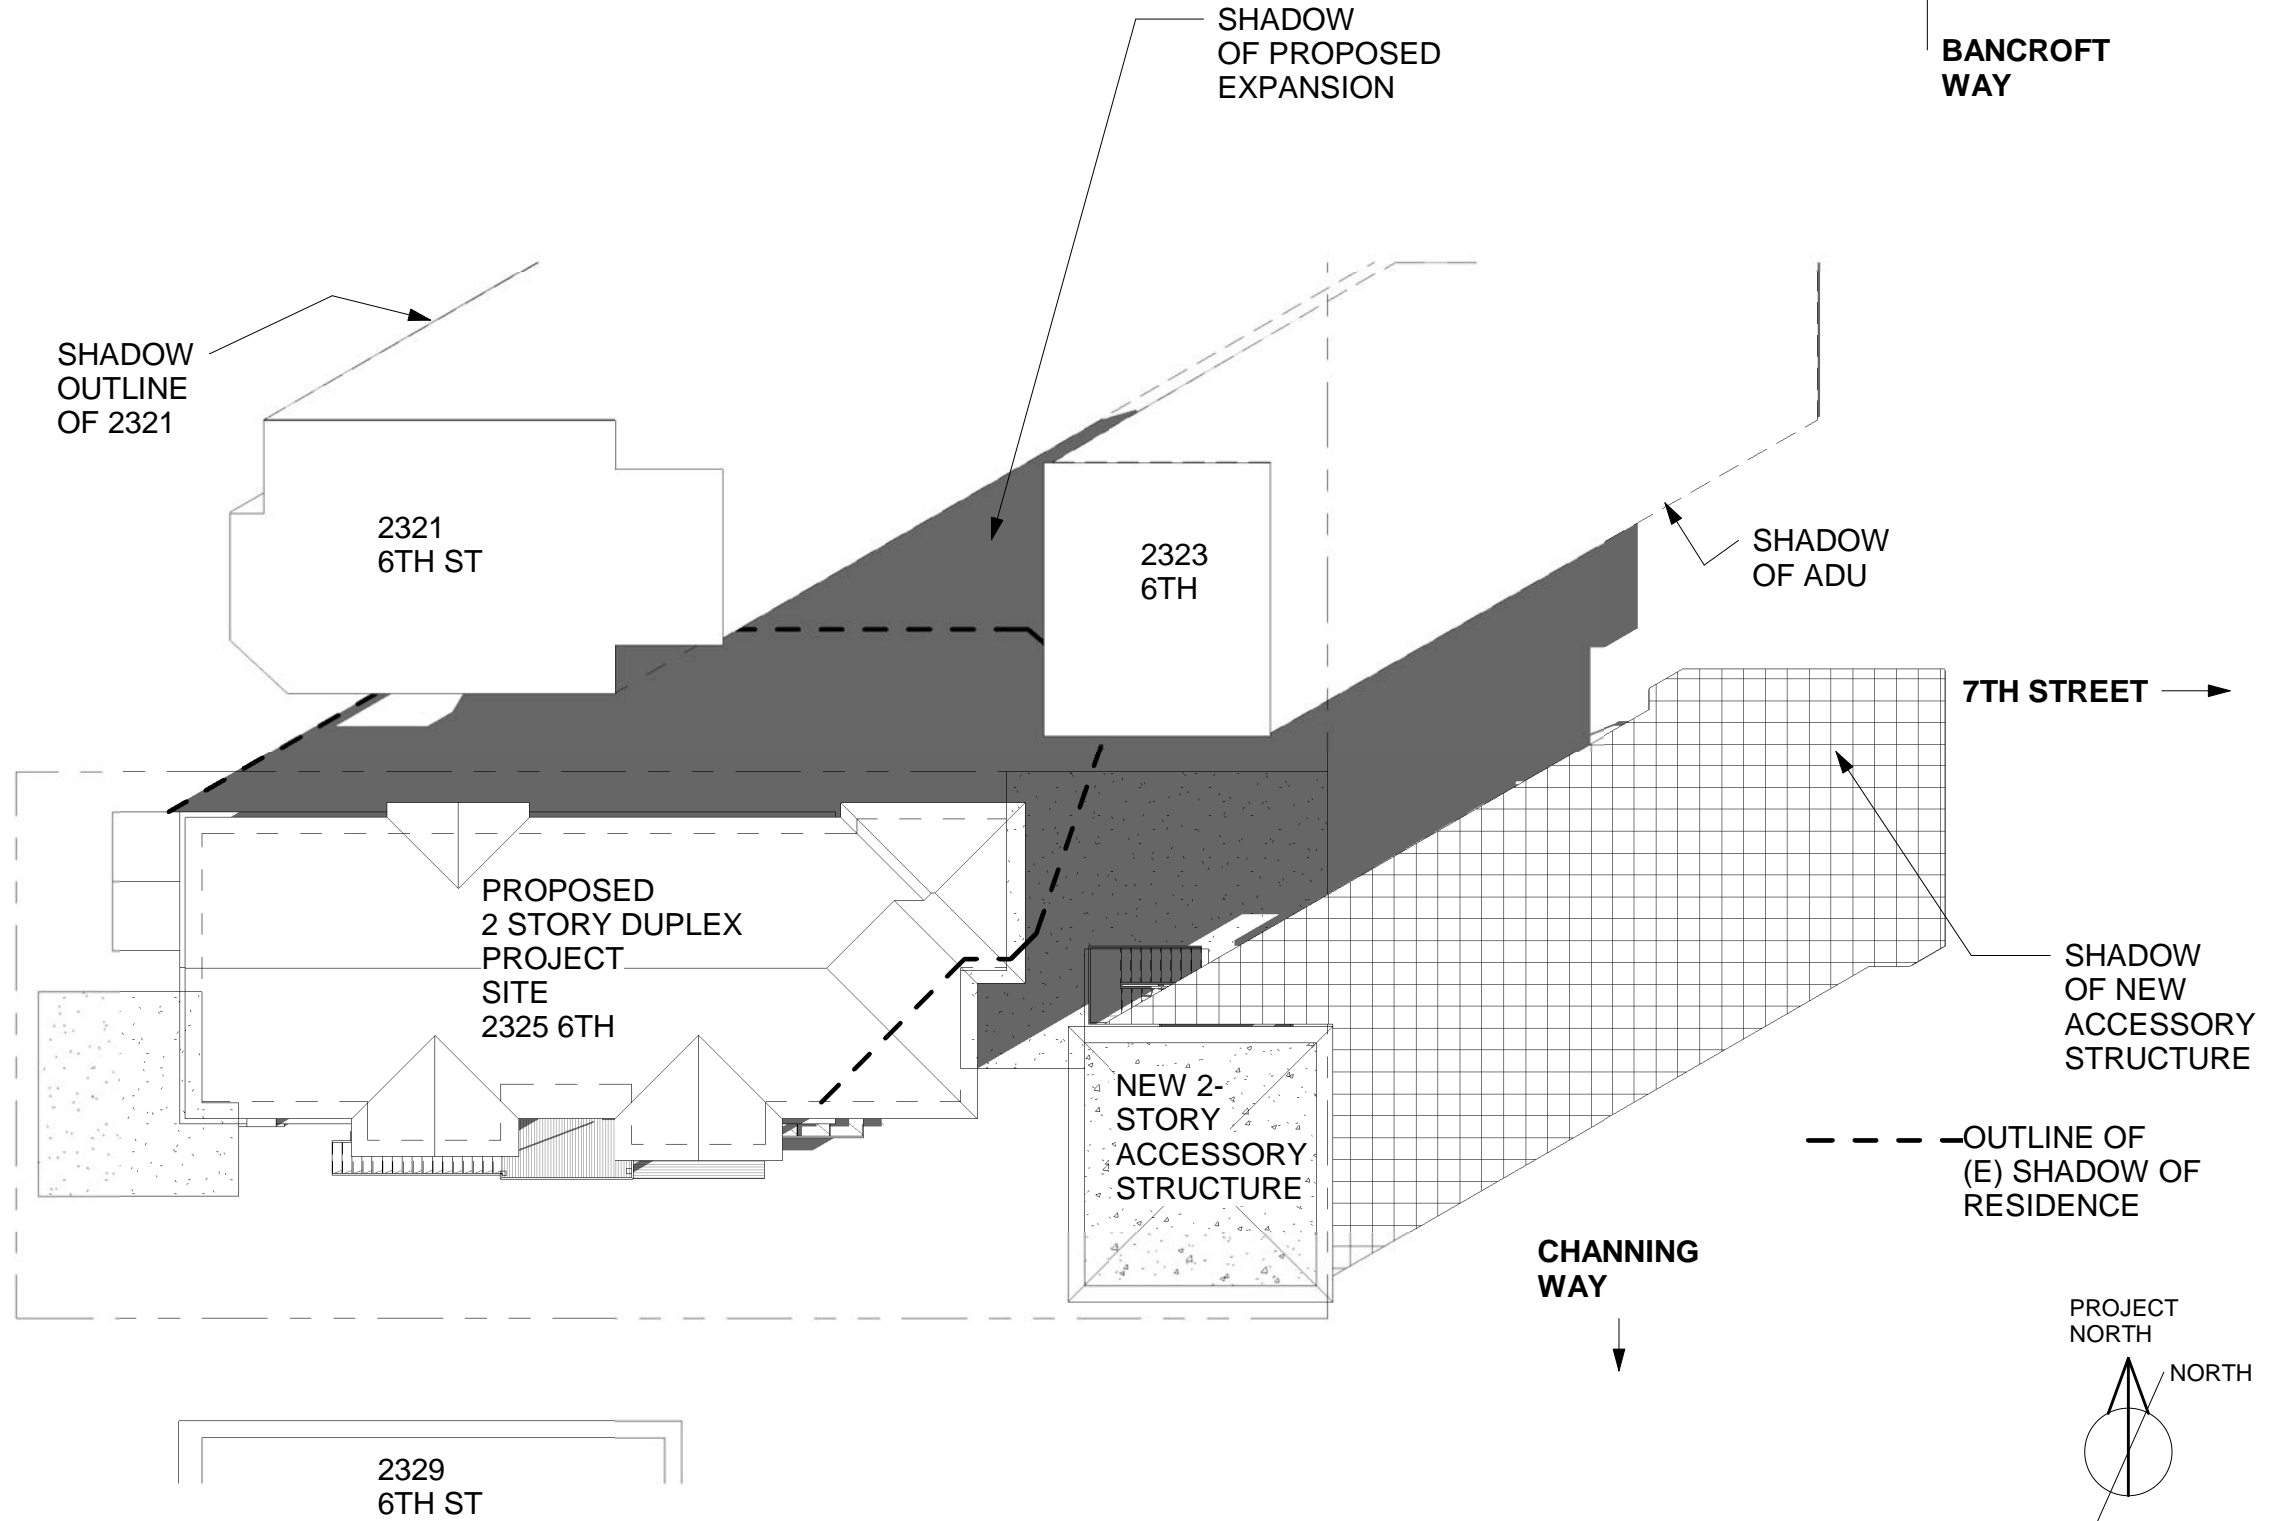 SHADOW
OF PROPOSED
EXPANSION
BANCROFT
WAY
SHADOW
OUTLINE
OF 2321
2321
6TH ST
2323
6TH
SHADOW
OF ADU
7TH STREET
PROPOSED
2 STORY DUPLEX
PROJECT
SITE
2325 6TH
SHADOW
OF NEW
ACCESSORY
STRUCTURE
NEW 2-
STORY
ACCESSORY
STRUCTURE
OUTLINE OF
(E) SHADOW OF
RESIDENCE
CHANNING
WAY
PROJECT
NORTH
NORTH
2329
6TH ST